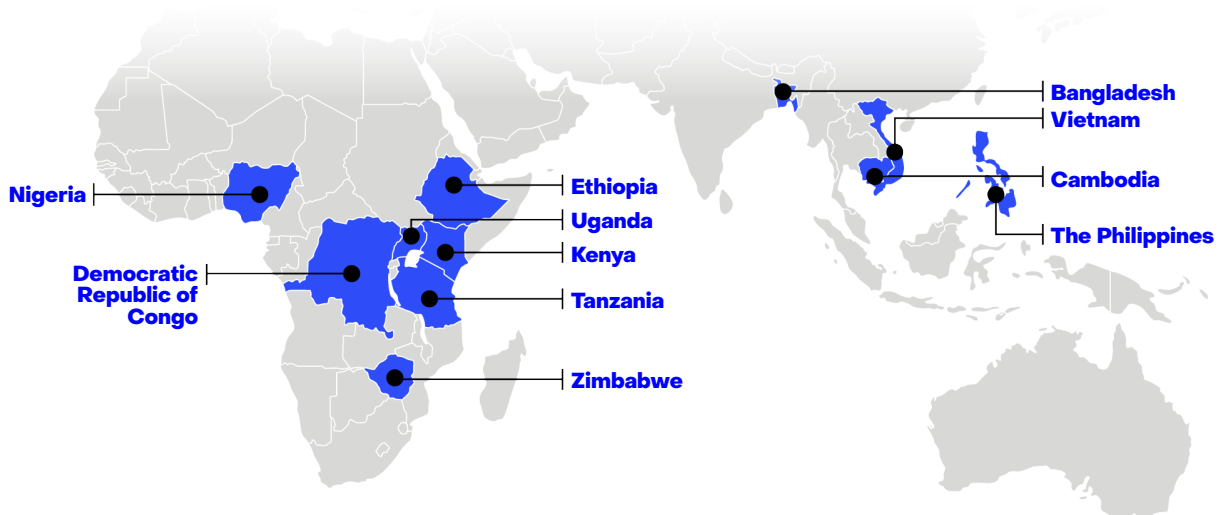 Nigeria
Democratic
Republic of
Congo
Ethiopia
Uganda
Kenya
Tanzania
Zimbabwe
Bangladesh
Vietnam
Cambodia
The Philippines